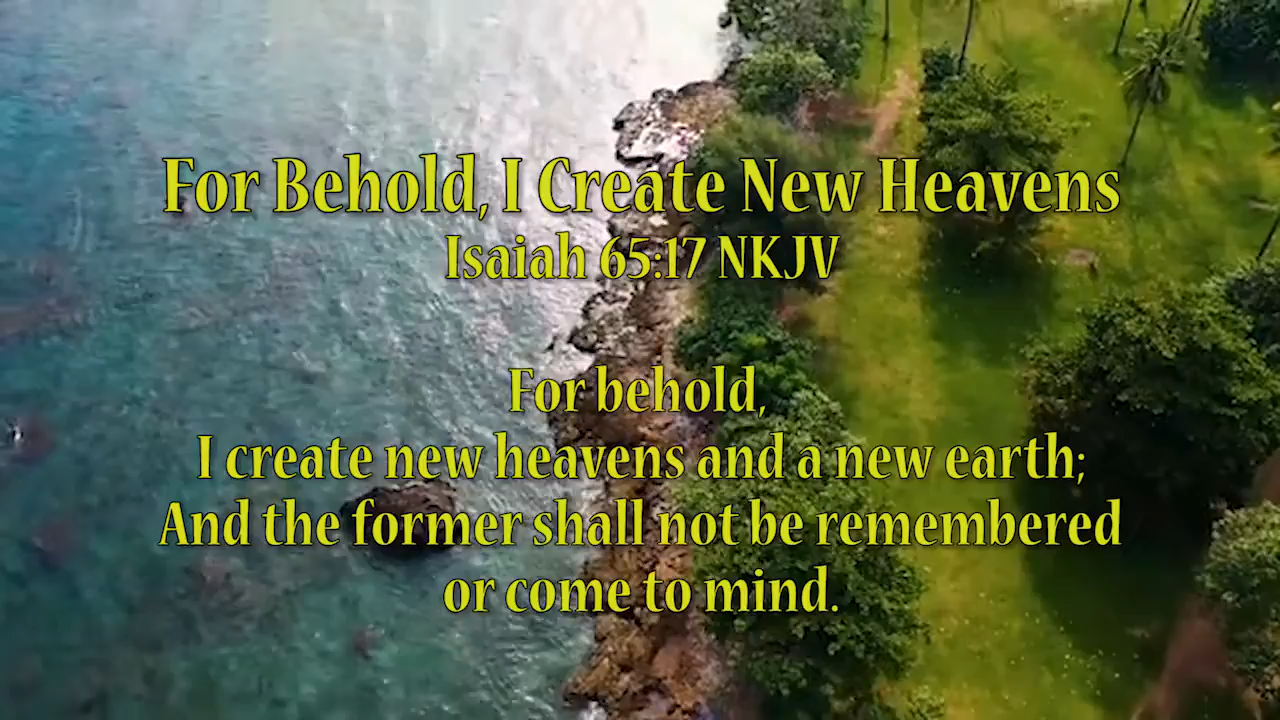 For Behold, I Create New Heavens
Isaiah 65:17 NKJV
For behold,
I create new heavens and a new earth;
And the former shall not be remembered
or come to mind.